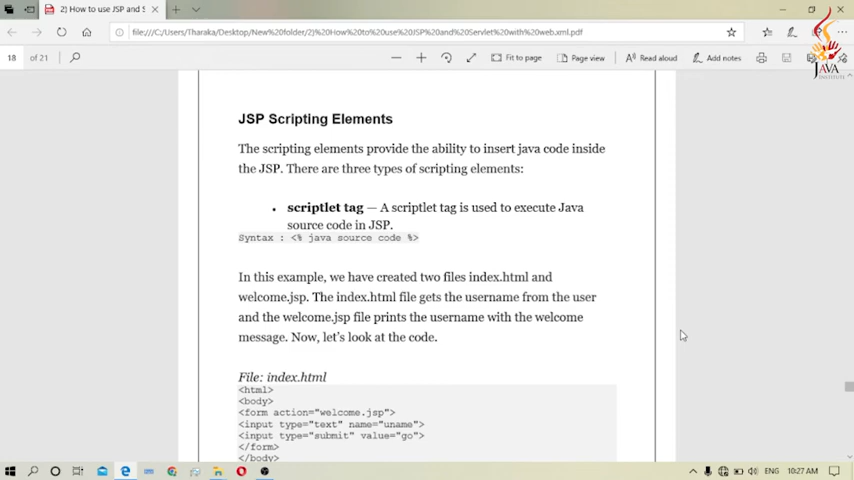 2) How to use JSP and S
file:///C:/Users/Tharaka/Desktop/New%20folder/2)%20How%20to%20use%20JSP%20and%20Servlet%20with%20web.xml.pdf
18 of 21
Fit to page
Page view
Read aloud
Add notes
JAVA
INSTITUTE
JSP Scripting Elements
The scripting elements provide the ability to insert java code inside
the JSP. There are three types of scripting elements:
• scriptlet tag — A scriptlet tag is used to execute Java
source code in JSP.
Syntax : <% java source code %>
In this example, we have created two files index.html and
welcome.jsp. The index.html file gets the username from the user
and the welcome.jsp file prints the username with the welcome
message. Now, let’s look at the code.
File: index.html
<html>
<body>
<form action="welcome.jsp">
<input type="text" name="uname">
<input type="submit" value="go">
</form>
</body>
ENG
10:27 AM